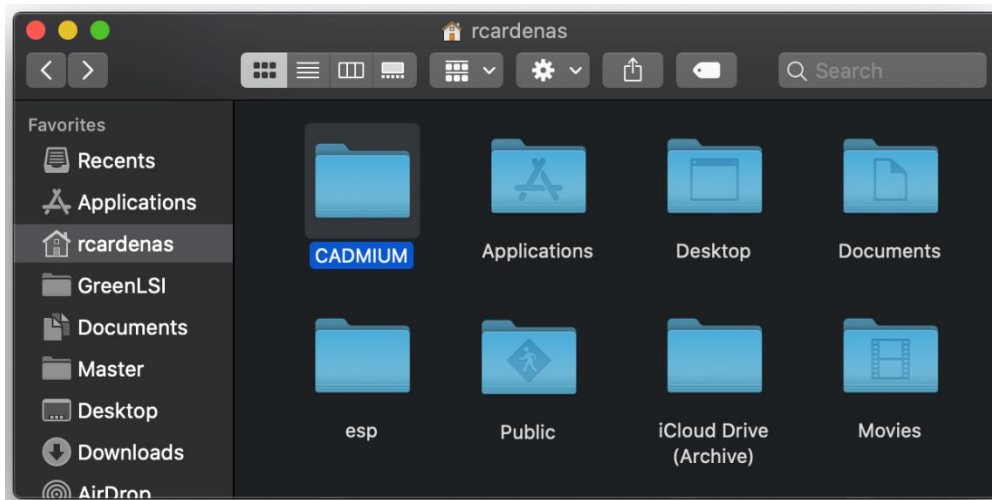 rcardenas
Search
Favorites
Recents
Applications
rcardenas
GreenLSI
Documents
Master
Desktop
Downloads
AirDrop
CADMIUM
Applications
Desktop
Documents
esp
Public
iCloud Drive
(Archive)
Movies